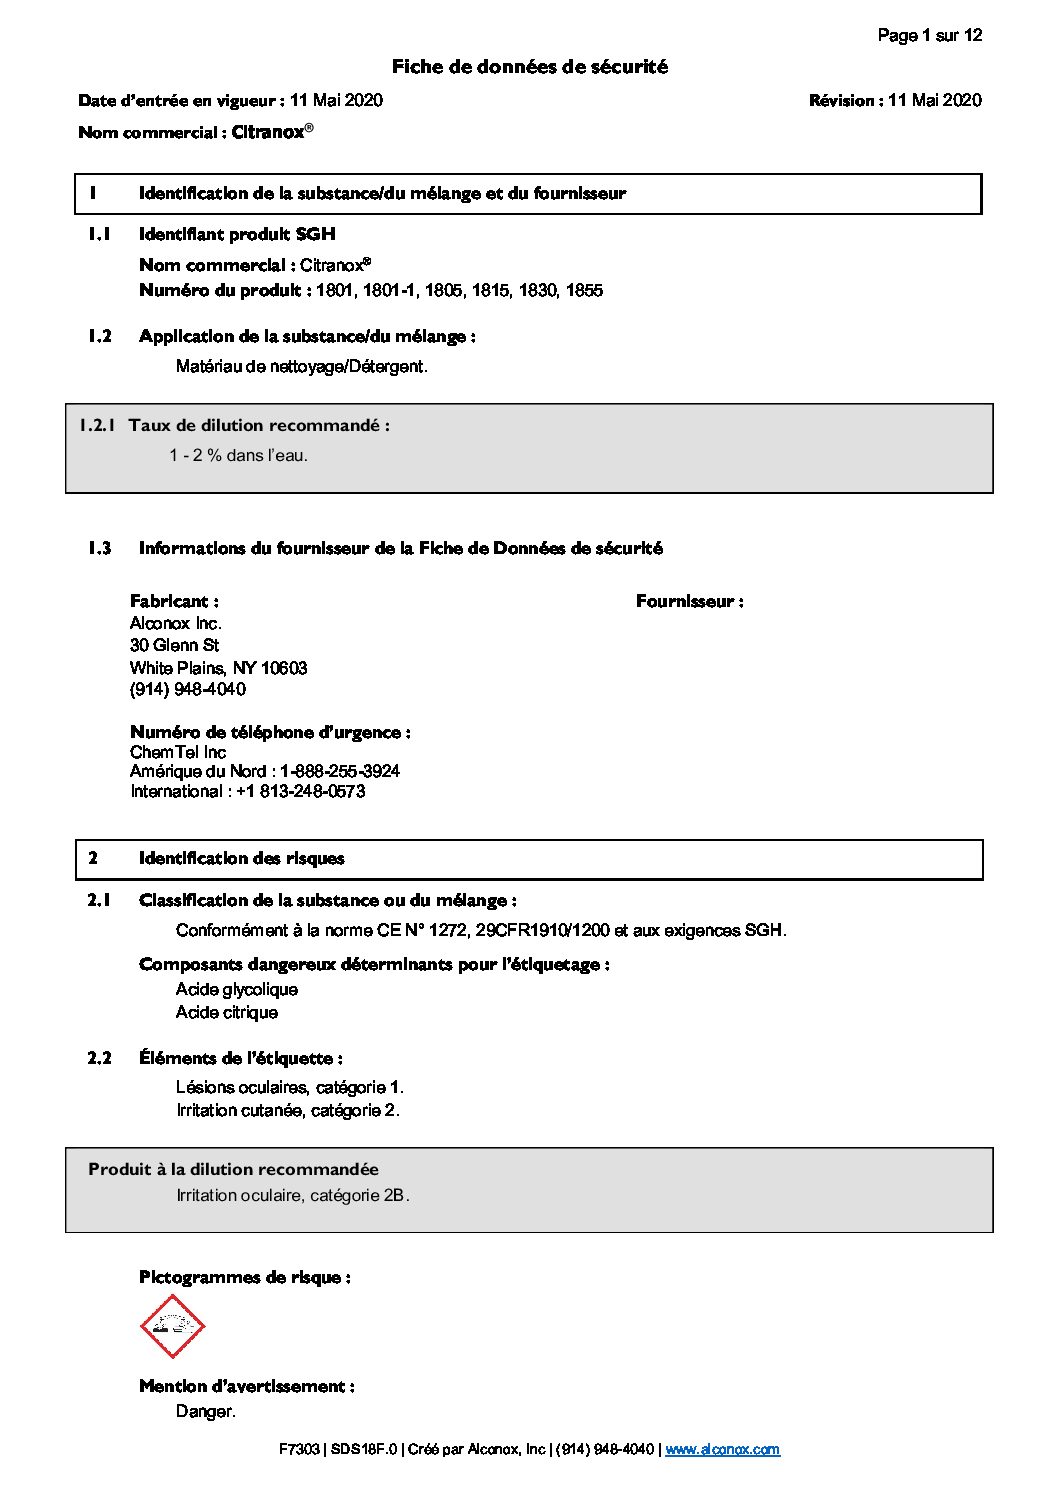 Page 1 sur 12
Fiche de données de sécurité
Date d’entrée en vigueur : 11 Mai 2020 Révision : 11 Mai 2020
Nom commercial : Citranox®
1 Identification de la substance/du mélange et du fournisseur
1.1 Identifiant produit SGH
Nom commercial : Citranox®
Numéro du produit : 1801, 1801-1, 1805, 1815, 1830, 1855
1.2 Application de la substance/du mélange :
Matériau de nettoyage/Détergent.
1.2.1 Taux de dilution recommandé :
1 - 2 % dans l’eau.
1.3 Informations du fournisseur de la Fiche de Données de sécurité
Fabricant : Fournisseur :
Alconox Inc.
30 Glenn St
White Plains, NY 10603
(914) 948-4040
Numéro de téléphone d’urgence :
ChemTel Inc
Amérique du Nord : 1-888-255-3924
International : +1 813-248-0573
2 Identification des risques
2.1 Classification de la substance ou du mélange :
Conformément à la norme CE N° 1272, 29CFR1910/1200 et aux exigences SGH.
Composants dangereux déterminants pour l’étiquetage :
Acide glycolique
Acide citrique
2.2 Éléments de l’étiquette :
Lésions oculaires, catégorie 1.
Irritation cutanée, catégorie 2.
Produit à la dilution recommandée
Irritation oculaire, catégorie 2B.
Pictogrammes de risque :
Mention d’avertissement :
Danger.
F7303 | SDS18F.0 | Créé par Alconox, Inc | (914) 948-4040 | www.alconox.com